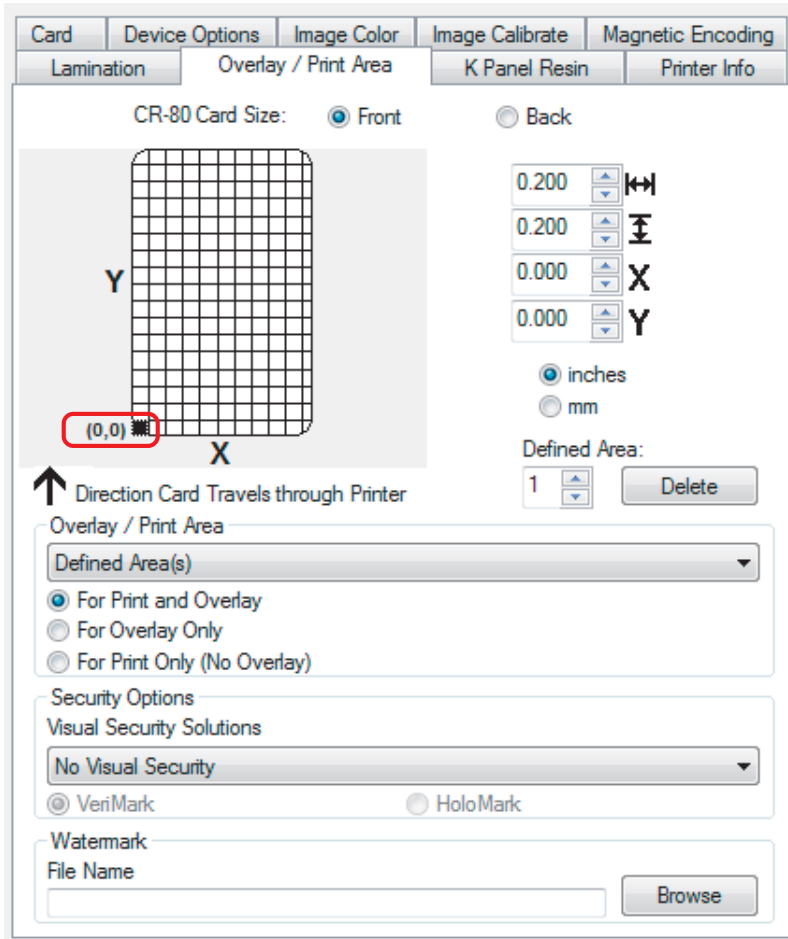 Card Device Options Image Color Image Calibrate Magnetic Encoding
Lamination Overlay / Print Area K Panel Resin Printer Info
CR-80 Card Size: Front Back
0.200
0.200
Y
0.000 X
0.000 Y
inches
mm
(0,0)
X
Defined Area:
1 Delete
Direction Card Travels through Printer
Overlay / Print Area
Defined Area(s)
For Print and Overlay
For Overlay Only
For Print Only (No Overlay)
Security Options
Visual Security Solutions
No Visual Security
VeriMark HoloMark
Watermark
File Name
Browse